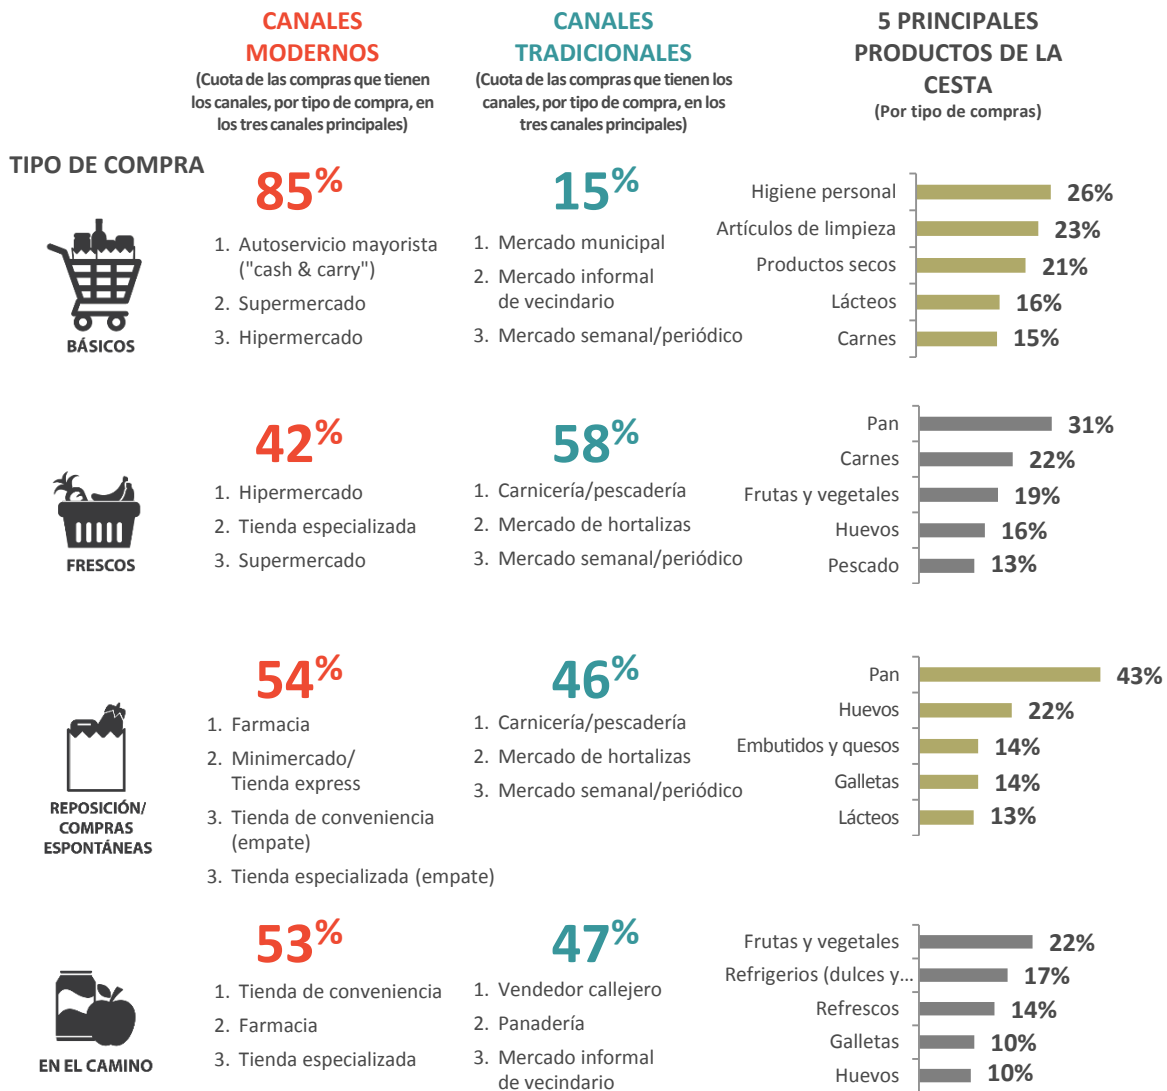 CANALES
MODERNOS
(Cuota de las compras que tienen
los canales, por tipo de compra, en
los tres canales principales)
CANALES
TRADICIONALES
(Cuota de las compras que tienen los
canales, por tipo de compra, en los
tres canales principales)
5 PRINCIPALES
PRODUCTOS DE LA
CESTA
(Por tipo de compras)
TIPO DE COMPRA
BÁSICOS
85%
1. Autoservicio mayorista
("cash & carry")
2. Supermercado
3. Hipermercado
15%
1. Mercado municipal
2. Mercado informal
de vecindario
3. Mercado semanal/periódico
Higiene personal 26%
Artículos de limpieza 23%
Productos secos 21%
Lácteos 16%
Carnes 15%
FRESCOS
42%
1. Hipermercado
2. Tienda especializada
3. Supermercado
58%
1. Carnicería/pescadería
2. Mercado de hortalizas
3. Mercado semanal/periódico
Pan 31%
Carnes 22%
Frutas y vegetales 19%
Huevos 16%
Pescado 13%
REPOSICIÓN/
COMPRAS
ESPONTÁNEAS
54%
1. Farmacia
2. Minimercado/
Tienda express
3. Tienda de conveniencia
(empate)
3. Tienda especializada (empate)
46%
1. Carnicería/pescadería
2. Mercado de hortalizas
3. Mercado semanal/periódico
Pan 43%
Huevos 22%
Embutidos y quesos 14%
Galletas 14%
Lácteos 13%
EN EL CAMINO
53%
1. Tienda de conveniencia
2. Farmacia
3. Tienda especializada
47%
1. Vendedor callejero
2. Panadería
3. Mercado informal
de vecindario
Frutas y vegetales 22%
Refrigerios (dulces y... 17%
Refrescos 14%
Galletas 10%
Huevos 10%